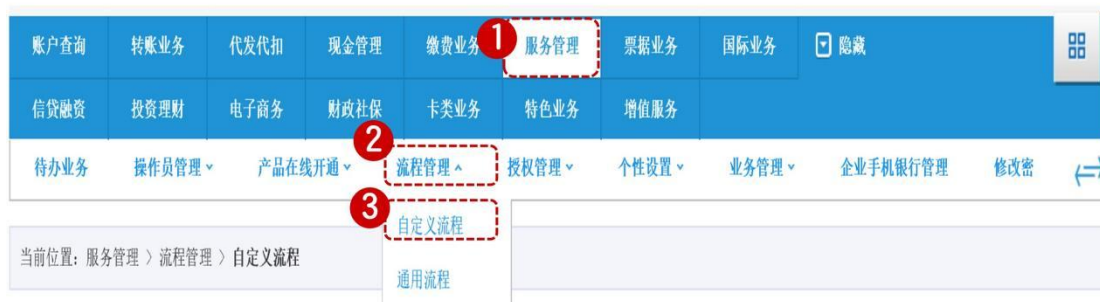 账户查询 转账业务 代发代扣 现金管理 缴费业务 1 服务管理 票据业务 国际业务 隐藏
信贷融资 投资理财 电子商务 财政社保 卡类业务 特色业务 增值服务
2
待办业务 操作员管理 产品在线开通 流程管理 授权管理 个性设置 业务管理 企业手机银行管理 修改密
3 自定义流程
当前位置：服务管理 〉 流程管理 〉 自定义流程
通用流程